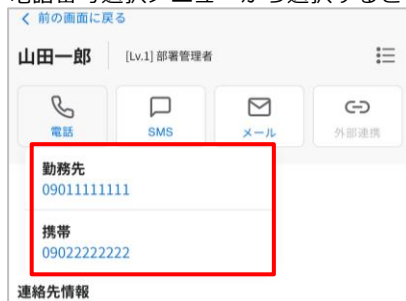 電話番号選択メニューから選択すると
前の画面に戻る
山田一郎 [Lv.1] 部署管理者
電話 SMS メール 外部連携
勤務先
09011111111
携帯
09022222222
連絡先情報